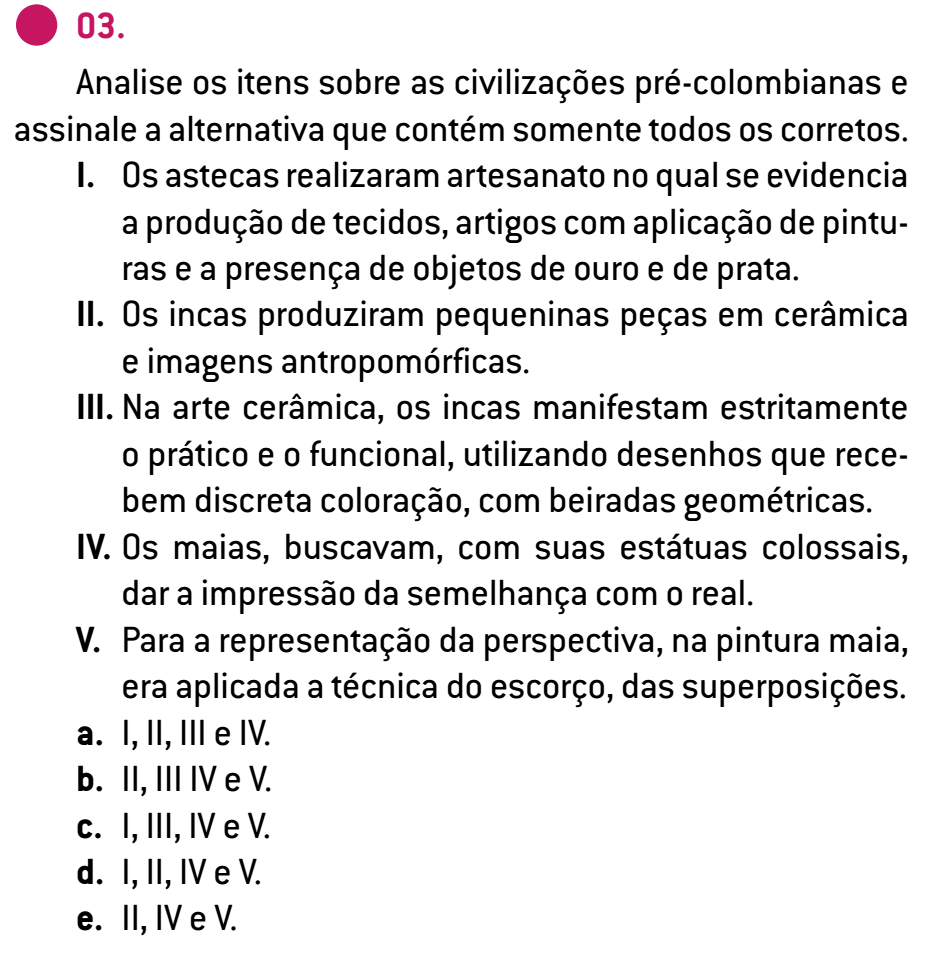 03.
Analise os itens sobre as civilizações pré-colombianas e
assinale a alternativa que contém somente todos os corretos.
I. Os astecas realizaram artesanato no qual se evidencia
a produção de tecidos, artigos com aplicação de pintu-
ras e a presença de objetos de ouro e de prata.
II. Os incas produziram pequeninas peças em cerâmica
e imagens antropomórficas.
III. Na arte cerâmica, os incas manifestam estritamente
o prático e o funcional, utilizando desenhos que rece-
bem discreta coloração, com beiradas geométricas.
IV. Os maias, buscavam, com suas estátuas colossais,
dar a impressão da semelhança com o real.
V. Para a representação da perspectiva, na pintura maia,
era aplicada a técnica do escorço, das superposições.
a. I, II, III e IV.
b. II, III IV e V.
c. I, III, IV e V.
d. I, II, IV e V.
e. II, IV e V.